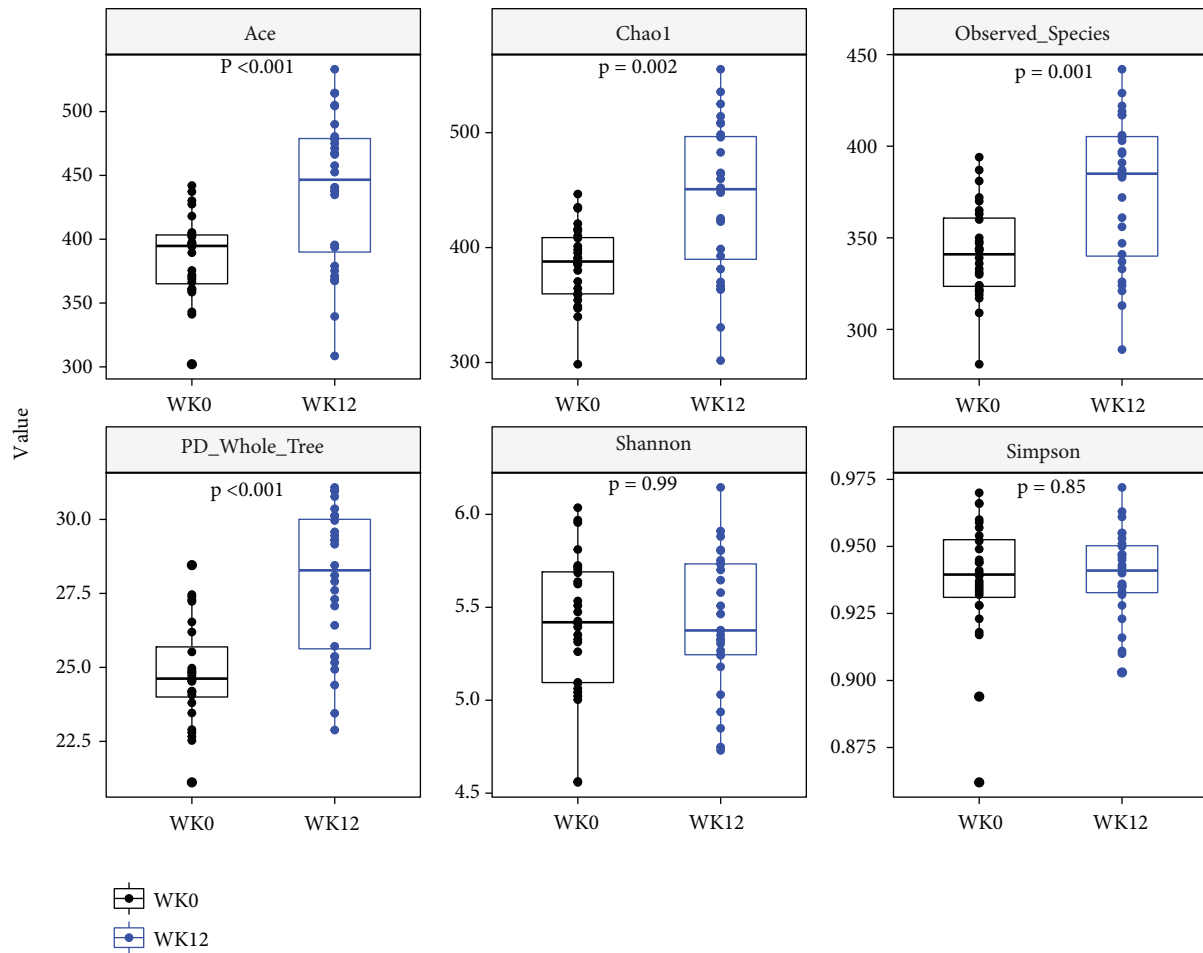 Ace
Chao1
Observed_Species
P <0.001
p = 0.002
p = 0.001
500
450
400
350
300
500
400
300
450
400
350
300
WK0
WK12
WK0
WK12
WK0
WK12
Value
PD_Whole_Tree
Shannon
Simpson
p <0.001
p = 0.99
p = 0.85
30.0
27.5
25.0
22.5
6.0
5.5
5.0
4.5
0.975
0.950
0.925
0.900
0.875
WK0
WK12
WK0
WK12
WK0
WK12
WK0
WK12